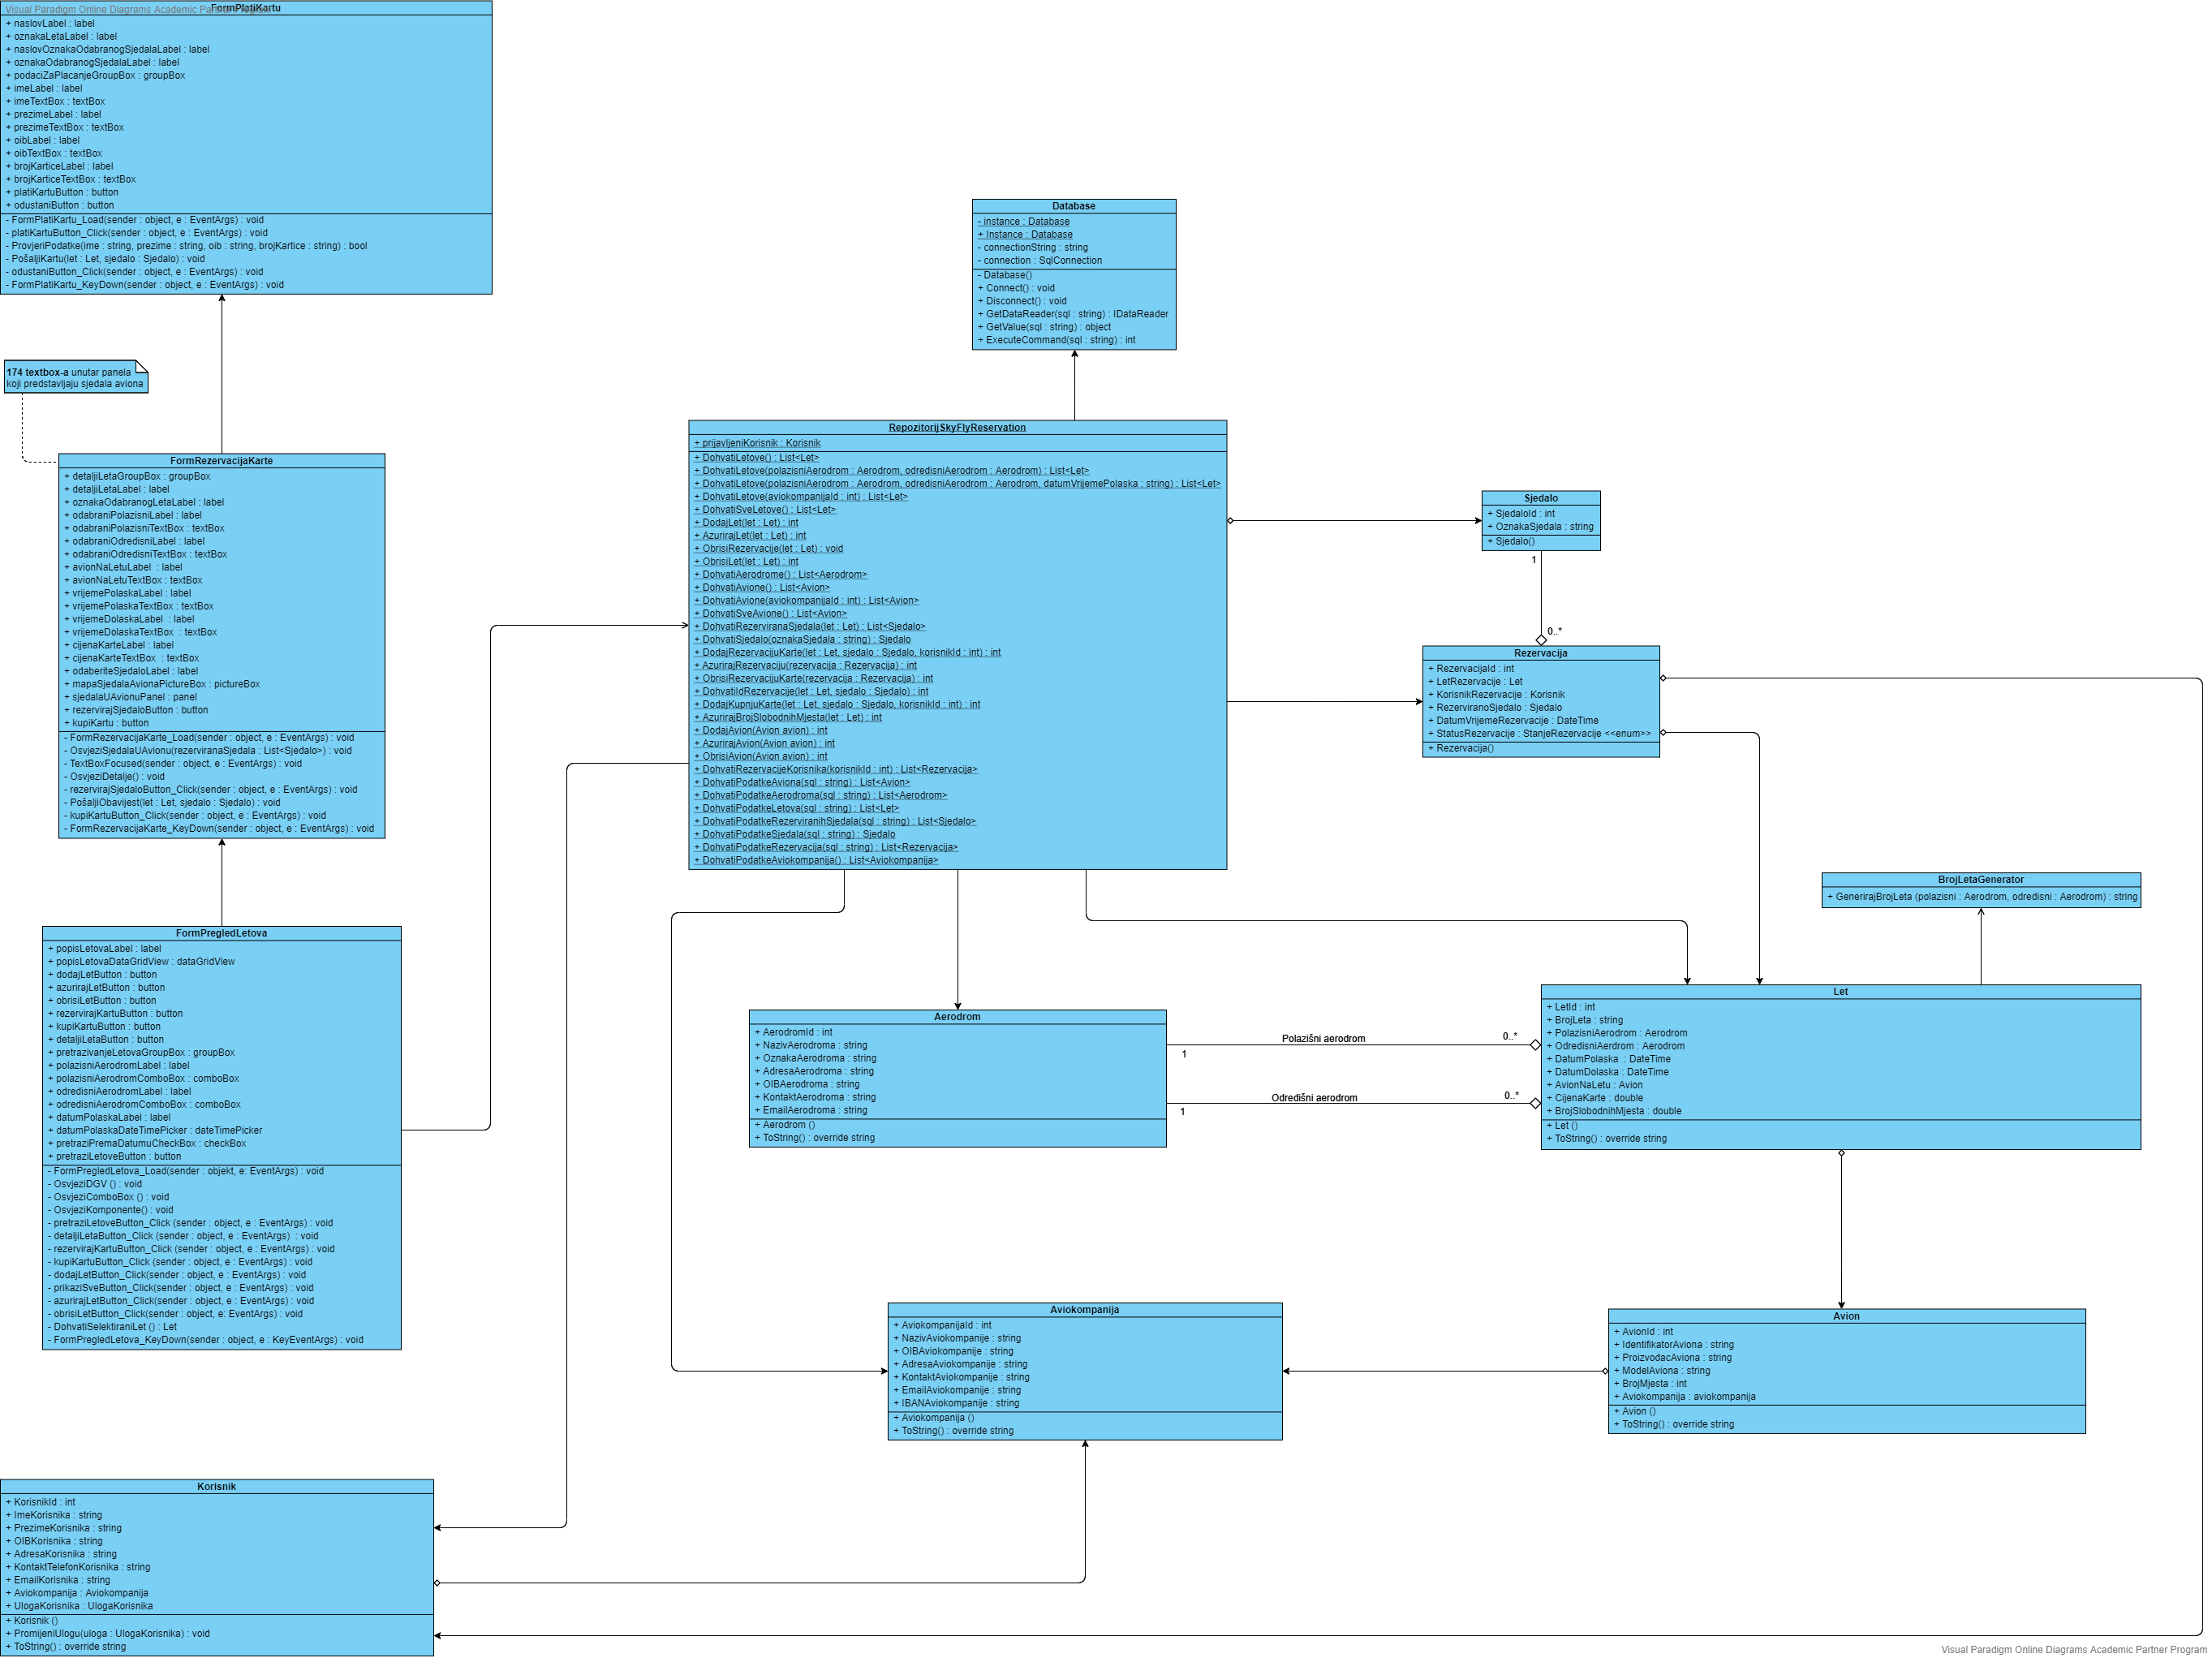 Visual Paradigm Online Diagrams Academic Partner Program
FormPlatiKartu
+ naslovLabel : label
+ oznakaLetaLabel : label
+ naslovOznakaOdabranogSjedalaLabel : label
+ oznakaOdabranogSjedalaLabel : label
+ podaciZaPlacanjeGroupBox : groupBox
+ imeLabel : label
+ imeTextBox : textBox
+ prezimeLabel : label
+ prezimeTextBox : textBox
+ oibLabel : label
+ oibTextBox : textBox
+ brojKarticeLabel : label
+ brojKarticeTextBox : textBox
+ platiKartuButton : button
+ odustaniButton : button
- FormPlatiKartu_Load(sender : object, e : EventArgs) : void
- platiKartuButton_Click(sender : object, e : EventArgs) : void
- ProvjeriPodatke(ime : string, prezime : string, oib : string, brojKartice : string) : bool
- PošaljiKartu(let : Let, sjedalo : Sjedalo) : void
- odustaniButton_Click(sender : object, e : EventArgs) : void
- FormPlatiKartu_KeyDown(sender : object, e : EventArgs) : void
174 textbox-a unutar panela
koji predstavljaju sjedala aviona
FormRezervacijaKarte
+ detaljiLetaGroupBox : groupBox
+ detaljiLetaLabel : label
+ oznakaOdabranogLetaLabel : label
+ odabraniPolazisniLabel : label
+ odabraniPolazisniTextBox : textBox
+ odabraniOdredisniLabel : label
+ odabraniOdredisniTextBox : textBox
+ avionNaLetuLabel : label
+ avionNaLetuTextBox : textBox
+ vrijemePolaskaLabel : label
+ vrijemePolaskaTextBox : textBox
+ vrijemeDolaskaLabel : label
+ vrijemeDolaskaTextBox : textBox
+ cijenaKarteLabel : label
+ cijenaKarteTextBox : textBox
+ odaberiteSjedaloLabel : label
+ mapaSjedalaAvionaPictureBox : pictureBox
+ sjedalaUAvionuPanel : panel
+ rezervirajSjedaloButton : button
+ kupiKartu : button
- FormRezervacijaKarte_Load(sender : object, e : EventArgs) : void
- OsvjeziSjedalaUAvionu(rezerviranaSjedala : List<Sjedalo>) : void
- TextBoxFocused(sender : object, e : EventArgs) : void
- OsvjeziDetalje() : void
- rezervirajSjedaloButton_Click(sender : object, e : EventArgs) : void
- PošaljiObavijest(let : Let, sjedalo : Sjedalo) : void
- kupiKartuButton_Click(sender : object, e : EventArgs) : void
- FormRezervacijaKarte_KeyDown(sender : object, e : EventArgs) : void
FormPregledLetova
+ popisLetovaLabel : label
+ popisLetovaDataGridView : dataGridView
+ dodajLetButton : button
+ azurirajLetButton : button
+ obrisiLetButton : button
+ rezervirajKartuButton : button
+ kupiKartuButton : button
+ detaljiLetaButton : button
+ pretrazivanjeLetovaGroupBox : groupBox
+ polazisniAerodromLabel : label
+ polazisniAerodromComboBox : comboBox
+ odredisniAerodromLabel : label
+ odredisniAerodromComboBox : comboBox
+ datumPolaskaLabel : label
+ datumPolaskaDateTimePicker : dateTimePicker
+ pretraziPremaDatumuCheckBox : checkBox
+ pretraziLetoveButton : button
- FormPregledLetova_Load(sender : objekt, e: EventArgs) : void
- OsvjeziDGV () : void
- OsvjeziComboBox () : void
- OsvjeziKomponente() : void
- pretraziLetoveButton_Click (sender : object, e : EventArgs) : void
- detaljiLetaButton_Click (sender : object, e : EventArgs) : void
- rezervirajKartuButton_Click (sender : object, e : EventArgs) : void
- kupiKartuButton_Click (sender : object, e : EventArgs) : void
- dodajLetButton_Click(sender : object, e : EventArgs) : void
- prikaziSveButton_Click(sender : object, e : EventArgs) : void
- azurirajLetButton_Click(sender : object, e : EventArgs) : void
- obrisiLetButton_Click(sender : object, e: EventArgs) : void
- DohvatiSelektiraniLet () : Let
- FormPregledLetova_KeyDown(sender : object, e : KeyEventArgs) : void
Database
- instance : Database
+ Instance : Database
- connectionString : string
- connection : SqlConnection
- Database()
+ Connect() : void
+ Disconnect() : void
+ GetDataReader(sql : string) : IDataReader
+ GetValue(sql : string) : object
+ ExecuteCommand(sql : string) : int
RepozitorijSkyFlyReservation
+ prijavljeniKorisnik : Korisnik
+ DohvatiLetove() : List<Let>
+ DohvatiLetove(polazisniAerodrom : Aerodrom, odredisniAerodrom : Aerodrom) : List<Let>
+ DohvatiLetove(polazisniAerodrom : Aerodrom, odredisniAerodrom : Aerodrom, datumVrijemePolaska : string) : List<Let>
+ DohvatiLetove(aviokompanijaId : int) : List<Let>
+ DohvatiSveLetove() : List<Let>
+ DodajLet(let : Let) : int
+ AzurirajLet(let : Let) : int
+ ObrisiRezervacije(let : Let) : void
+ ObrisiLet(let : Let) : int
+ DohvatiAerodrome() : List<Aerodrom>
+ DohvatiAvione() : List<Avion>
+ DohvatiAvione(aviokompanijaId : int) : List<Avion>
+ DohvatiSveAvione() : List<Avion>
+ DohvatiRezerviranaSjedala(let : Let) : List<Sjedalo>
+ DohvatiSjedalo(oznakaSjedala : string) : Sjedalo
+ DodajRezervacijuKarte(let : Let, sjedalo : Sjedalo, korisnikId : int) : int
+ AzurirajRezervaciju(rezervacija : Rezervacija) : int
+ ObrisiRezervacijuKarte(rezervacija : Rezervacija) : int
+ DohvatiIdRezervacije(let : Let, sjedalo : Sjedalo) : int
+ DodajKupnjuKarte(let : Let, sjedalo : Sjedalo, korisnikId : int) : int
+ AzurirajBrojSlobodnihMjesta(let : Let) : int
+ DodajAvion(Avion avion) : int
+ AzurirajAvion(Avion avion) : int
+ ObrisiAvion(Avion avion) : int
+ DohvatiRezervacijeKorisnika(korisnikId : int) : List<Rezervacija>
+ DohvatiPodatkeAviona(sql : string) : List<Avion>
+ DohvatiPodatkeAerodroma(sql : string) : List<Aerodrom>
+ DohvatiPodatkeLetova(sql : string) : List<Let>
+ DohvatiPodatkeRezerviranihSjedala(sql : string) : List<Sjedalo>
+ DohvatiPodatkeSjedala(sql : string) : Sjedalo
+ DohvatiPodatkeRezervacija(sql : string) : List<Rezervacija>
+ DohvatiPodatkeAviokompanija() : List<Aviokompanija>
Sjedalo
+ SjedaloId : int
+ OznakaSjedala : string
+ Sjedalo()
1
0..*
Rezervacija
+ RezervacijaId : int
+ LetRezervacije : Let
+ KorisnikRezervacije : Korisnik
+ RezerviranoSjedalo : Sjedalo
+ DatumVrijemeRezervacije : DateTime
+ StatusRezervacije : StanjeRezervacije <<enum>>
+ Rezervacija()
BrojLetaGenerator
+ GenerirajBrojLeta (polazisni : Aerodrom, odredisni : Aerodrom) : string
Let
+ LetId : int
+ BrojLeta : string
+ PolazisniAerodrom : Aerodrom
+ OdredisniAerdrom : Aerodrom
+ DatumPolaska : DateTime
+ DatumDolaska : DateTime
+ AvionNaLetu : Avion
+ CijenaKarte : double
+ BrojSlobodnihMjesta : double
+ Let ()
+ ToString() : override string
Aerodrom
+ AerodromId : int
+ NazivAerodroma : string
+ OznakaAerodroma : string
+ AdresaAerodroma : string
+ OIBAerodroma : string
+ KontaktAerodroma : string
+ EmailAerodroma : string
+ Aerodrom ()
+ ToString() : override string
Polazišni aerodrom
0..*
1
Odredišni aerodrom
0..*
1
Aviokompanija
+ AviokompanijaId : int
+ NazivAviokompanije : string
+ OIBAviokompanije : string
+ AdresaAviokompanije : string
+ KontaktAviokompanije : string
+ EmailAviokompanije : string
+ IBANAviokompanije : string
+ Aviokompanija ()
+ ToString() : override string
Avion
+ AvionId : int
+ IdentifikatorAviona : string
+ ProizvodacAviona : string
+ ModelAviona : string
+ BrojMjesta : int
+ Aviokompanija : aviokompanija
+ Avion ()
+ ToString() : override string
Korisnik
+ KorisnikId : int
+ ImeKorisnika : string
+ PrezimeKorisnika : string
+ OIBKorisnika : string
+ AdresaKorisnika : string
+ KontaktTelefonKorisnika : string
+ EmailKorisnika : string
+ Aviokompanija : Aviokompanija
+ UlogaKorisnika : UlogaKorisnika
+ Korisnik ()
+ PromijeniUlogu(uloga : UlogaKorisnika) : void
+ ToString() : override string
Visual Paradigm Online Diagrams Academic Partner Program